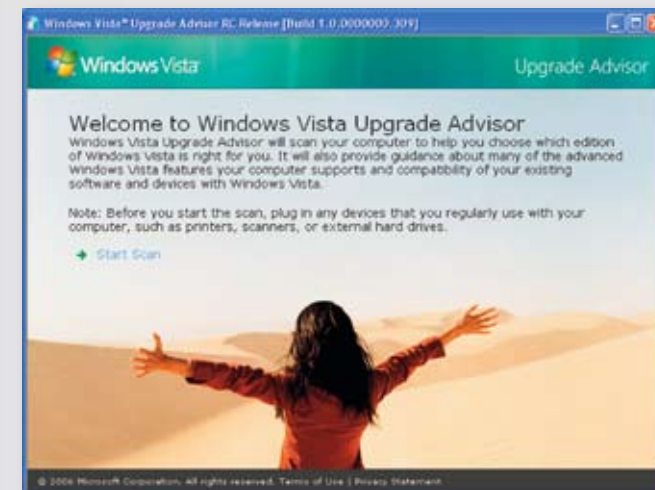 Windows Vista™ Upgrade Advisor RC Release [Build 1.0.0000002.309]
Windows Vista™
Upgrade Advisor
Welcome to Windows Vista Upgrade Advisor
Windows Vista Upgrade Advisor will scan your computer to help you choose which edition
of Windows Vista is right for you. It will also provide guidance about many of the advanced
Windows Vista features your computer supports and compatibility of your existing
software and devices with Windows Vista.
Note: Before you start the scan, plug in any devices that you regularly use with your
computer, such as printers, scanners, or external hard drives.
Start Scan
© 2006 Microsoft Corporation. All rights reserved. Terms of Use | Privacy Statement